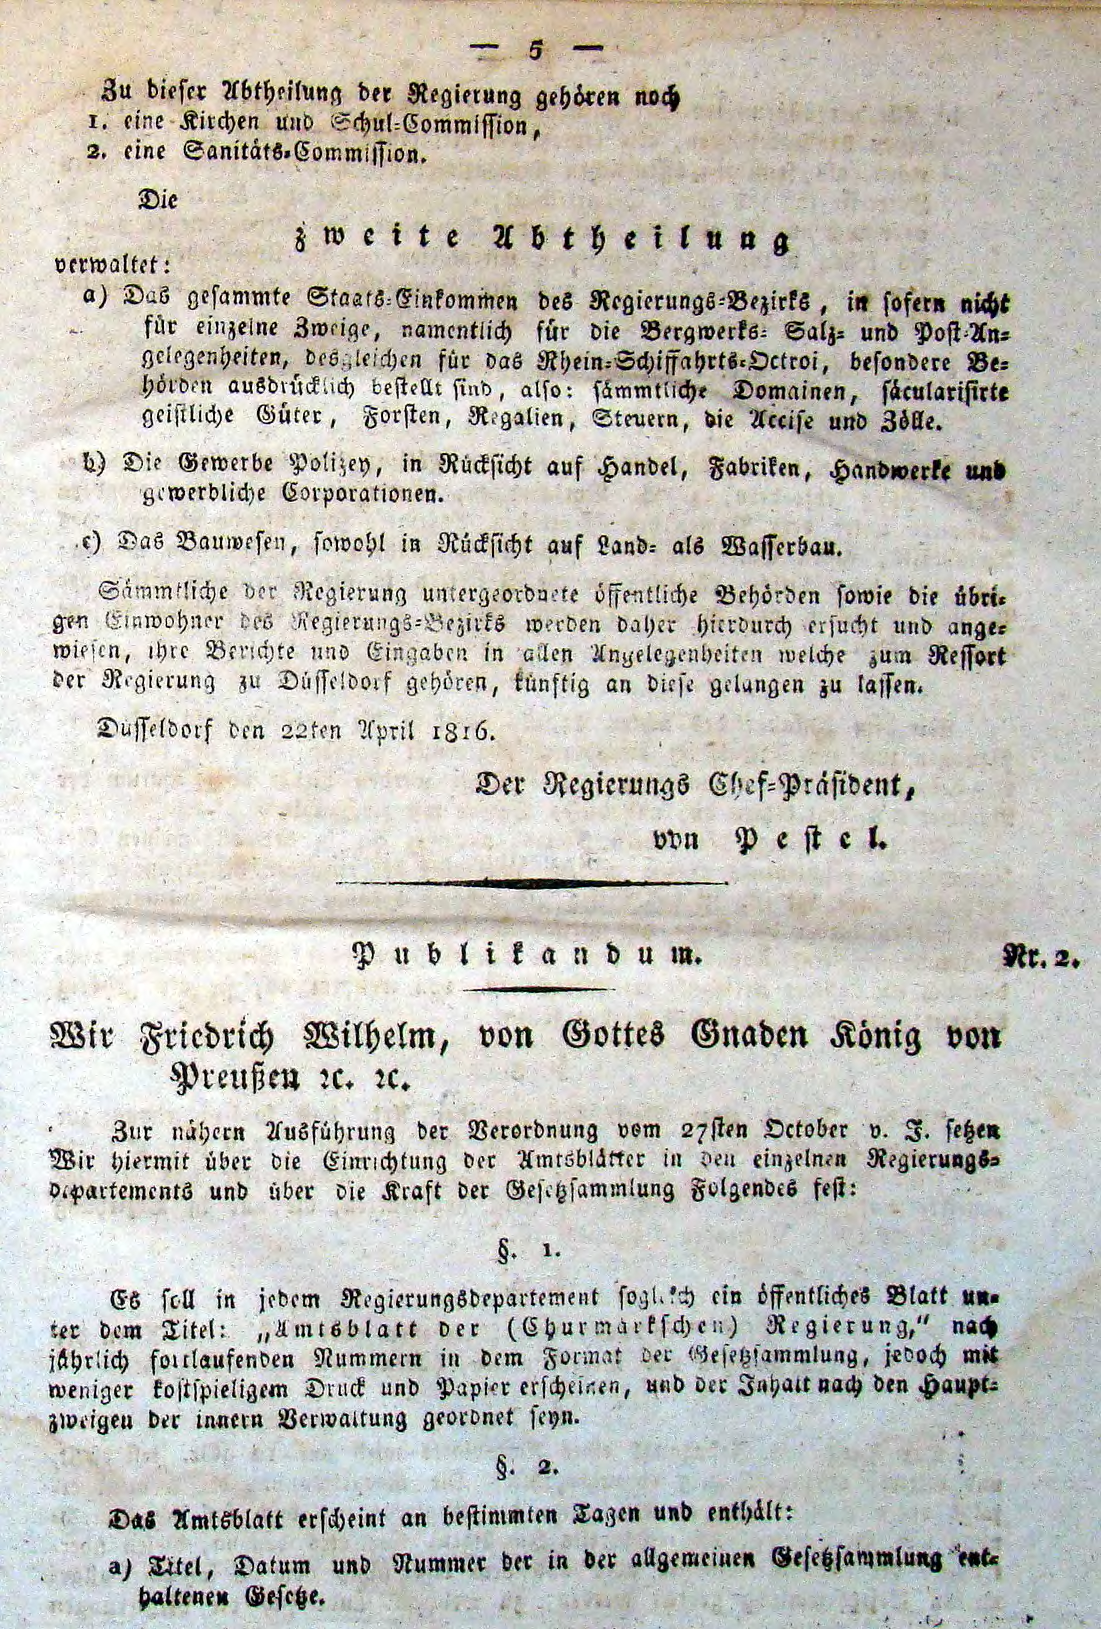 — 5 —
Zu dieser Abtheilung der Regierung gehören noch
1. eine Kirchen und Schul-Commission,
2. eine Sanitäts-Commission.
Die
zweite Abtheilung
verwaltet:
a) Das gesammte Staats-Einkommen des Regierungs-Bezirks, in sofern nicht
für einzelne Zweige, namentlich für die Bergwerks- Salz- und Post-An-
gelegenheiten, desgleichen für das Rhein-Schiffahrts-Octroi, besondere Be-
hörden ausdrücklich bestellt sind, also: sämmtliche Domainen, säcularisirte
geistliche Güter, Forsten, Regalien, Steuern, die Accise und Zölle.
b) Die Gewerbe Polizey, in Rücksicht auf Handel, Fabriken, Handwerke und
gewerbliche Corporationen.
c) Das Bauwesen, sowohl in Rücksicht auf Land- als Wasserbau.
Sämmtliche der Regierung untergeordnete öffentliche Behörden sowie die übri-
gen Einwohner des Regierungs-Bezirks werden daher hierdurch ersucht und ange-
wiesen, ihre Berichte und Eingaben in allen Angelegenheiten welche zum Ressort
der Regierung zu Düsseldorf gehören, künftig an diese gelangen zu lassen.
Düsseldorf den 22ten April 1816.
Der Regierungs Chef-Präsident,
von Pestel.
Publikandum. Nr. 2.
Wir Friedrich Wilhelm, von Gottes Gnaden König von
Preußen ꝛc. ꝛc.
Zur nähern Ausführung der Verordnung vom 27sten October v. J. setzen
Wir hiermit über die Einrichtung der Amtsblätter in den einzelnen Regierungs-
departements und über die Kraft der Gesetzsammlung Folgendes fest:
§. 1.
Es soll in jedem Regierungsdepartement sogleich ein öffentliches Blatt un-
ter dem Titel: „Amtsblatt der (Churmärkschen) Regierung,“ nach
jährlich fortlaufenden Nummern in dem Format der Gesetzsammlung, jedoch mit
weniger kostspieligem Druck und Papier erscheinen, und der Inhalt nach den Haupt-
zweigen der innern Verwaltung geordnet seyn.
§. 2.
Das Amtsblatt erscheint an bestimmten Tagen und enthält:
a) Titel, Datum und Nummer der in der allgemeinen Gesetzsammlung ent-
haltenen Gesetze.